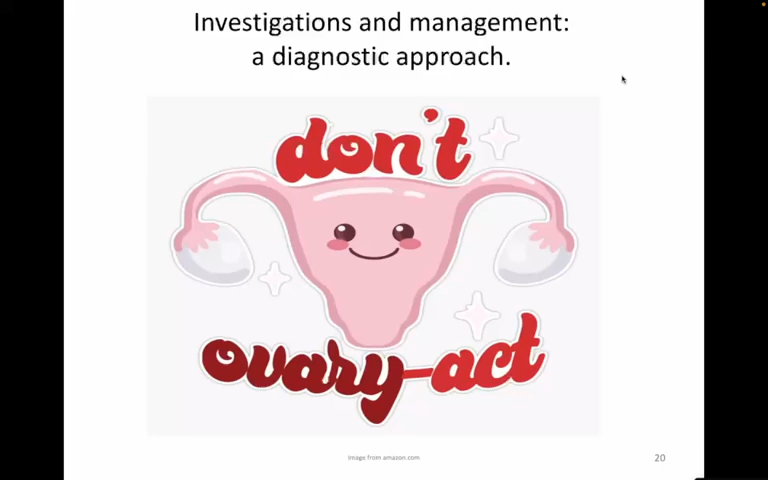 Investigations and management:
a diagnostic approach.
don't
ovary-act
Image from amazon.com
20